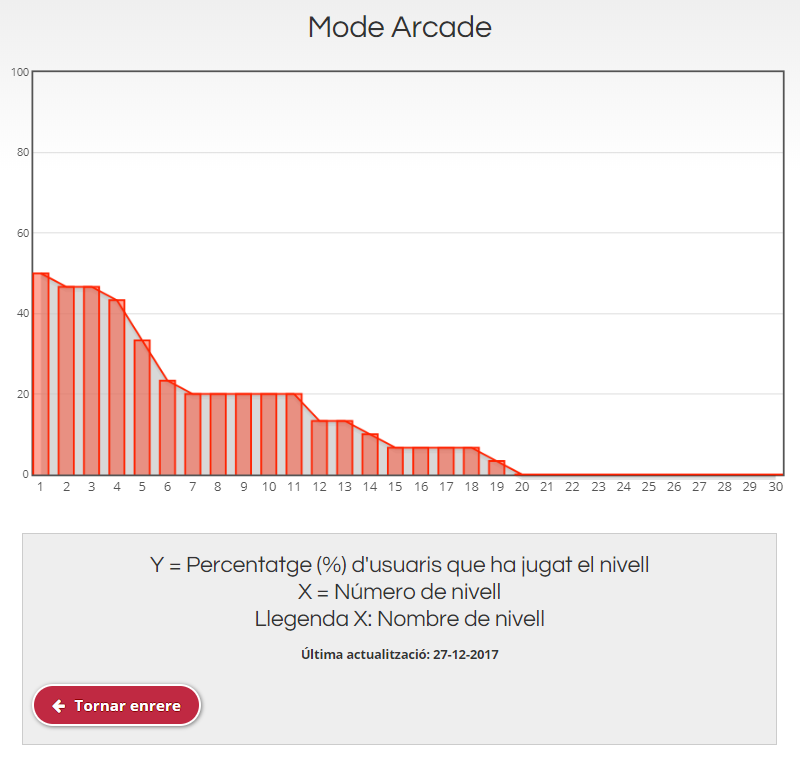 Mode Arcade
100
80
60
40
20
0
1 2 3 4 5 6 7 8 9 10 11 12 13 14 15 16 17 18 19 20 21 22 23 24 25 26 27 28 29 30
Y = Percentatge (%) d'usuaris que ha jugat el nivell
X = Número de nivell
Llegenda X: Nombre de nivell
Última actualització: 27-12-2017
Tornar enrere